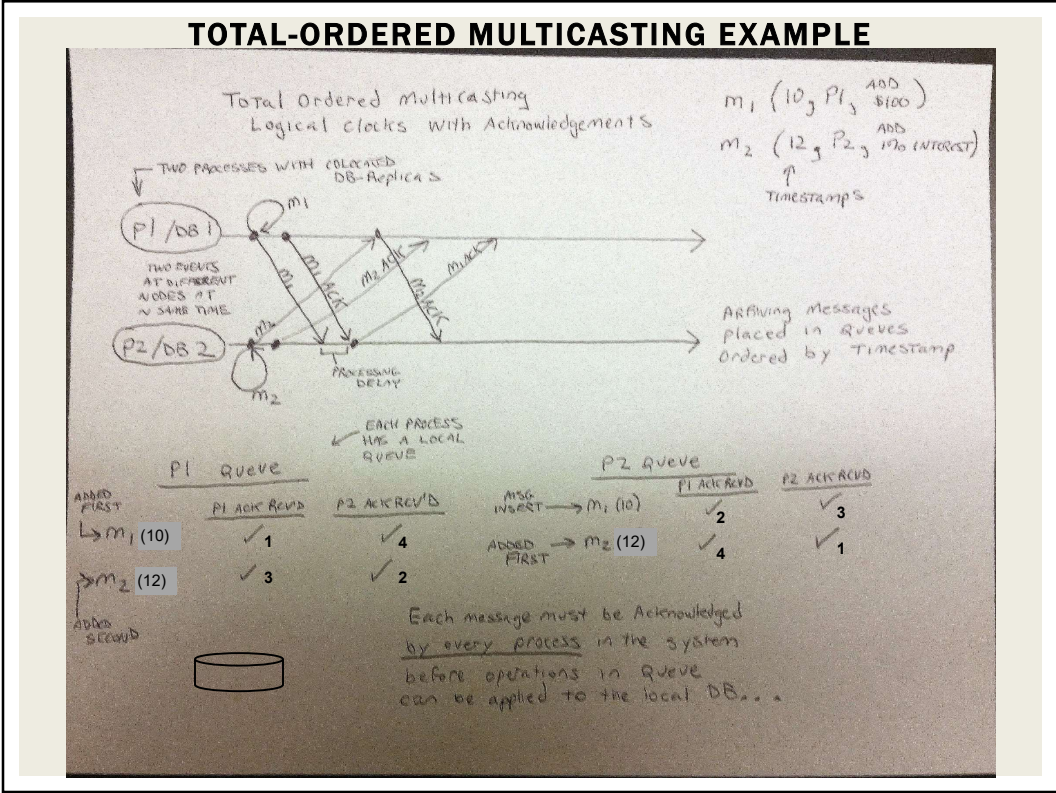 TOTAL-ORDERED MULTICASTING EXAMPLE
Total Ordered Multicasting
Logical Clocks With Acknowledgements
m1 (10, P1, ADD $100)
m2 (12, P2, ADD 1% INTEREST)
TIMESTAMPS
TWO PROCESSES WITH COLOCATED
DB-Replicas
m1
P1/DB1
TWO EVENTS
AT DIFFERENT
NODES AT
~ SAME TIME
m1
m1 ACK
m2 ACK
m2 ACK
m1 ACK
m2
P2/DB2
m2
PROCESSING
DELAY
Arriving Messages
placed in Queues
Ordered by Timestamp
EACH PROCESS
HAS A LOCAL
QUEUE
P1 Queue
P1 ACK RCV'D P2 ACK RCV'D
ADDED
FIRST
m1 (10) ✓1 ✓4
m2 (12) ✓3 ✓2
ADDED
SECOND
P2 Queue
P1 ACK RCVD P2 ACK RCVD
MSG
INSERT → m1 (10) ✓2 ✓3
ADDED
FIRST → m2 (12) ✓4 ✓1
Each message must be Acknowledged
by every process in the system
before operations in Queue
can be applied to the local DB...